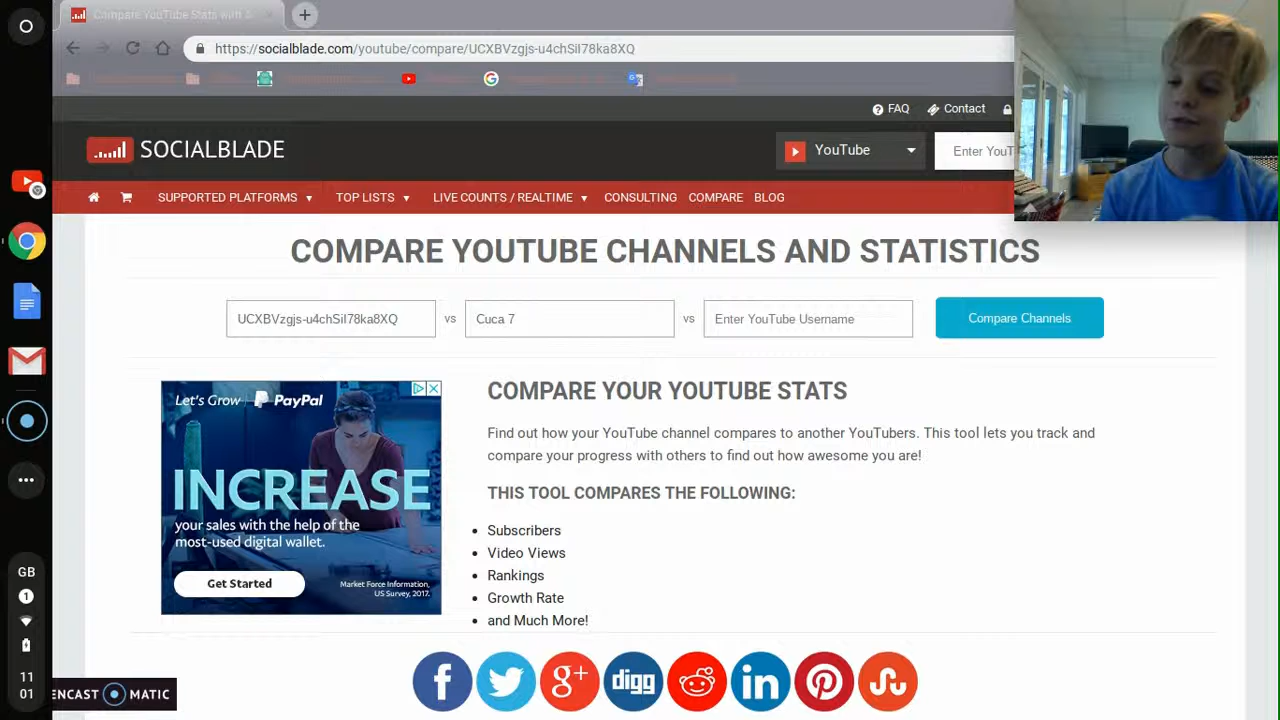 Compare YouTube Stats with
https://socialblade.com/youtube/compare/UCXBVzgjs-u4chSiI78ka8XQ
FAQ
Contact
SOCIALBLADE
YouTube
Enter YouT
SUPPORTED PLATFORMS
TOP LISTS
LIVE COUNTS / REALTIME
CONSULTING
COMPARE
BLOG
COMPARE YOUTUBE CHANNELS AND STATISTICS
UCXBVzgjs-u4chSiI78ka8XQ vs Cuca 7 vs Enter YouTube Username Compare Channels
Let's Grow PayPal
INCREASE
your sales with the help of the
most-used digital wallet.
Get Started
Market Force Information,
US Survey, 2017.
COMPARE YOUR YOUTUBE STATS
Find out how your YouTube channel compares to another YouTubers. This tool lets you track and
compare your progress with others to find out how awesome you are!
THIS TOOL COMPARES THE FOLLOWING:
Subscribers
Video Views
Rankings
Growth Rate
and Much More!
digg
GB
1
11
01
ENCAST MATIC